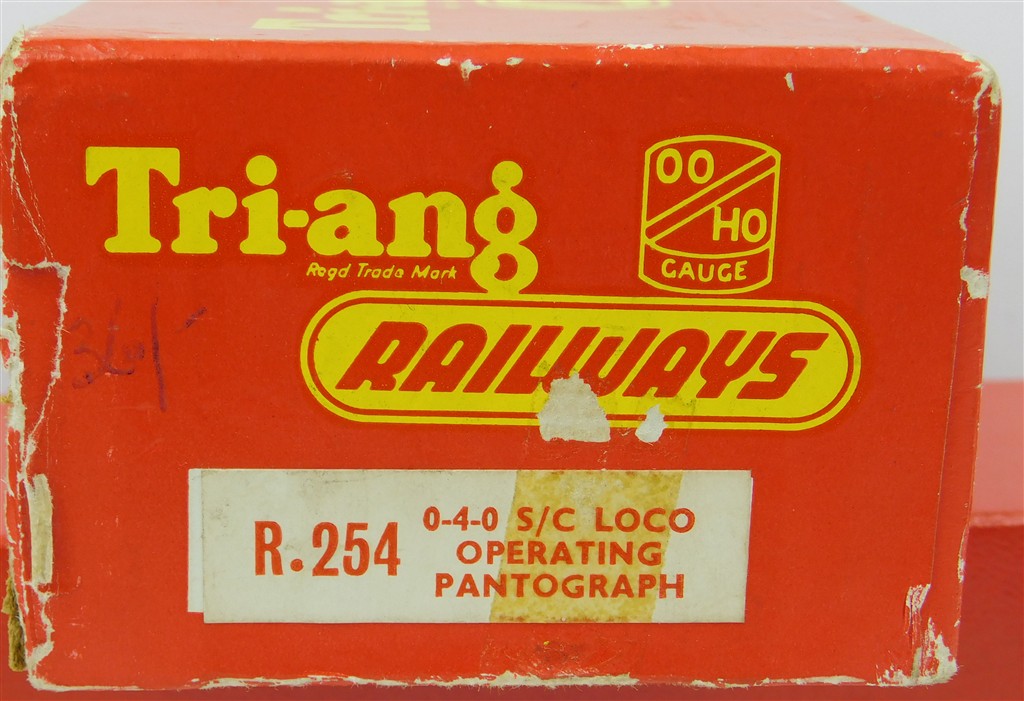 Tri-ang
Regd Trade Mark
OO
HO
GAUGE
RAILWAYS
R.254
0-4-0 S/C LOCO
OPERATING
PANTOGRAPH